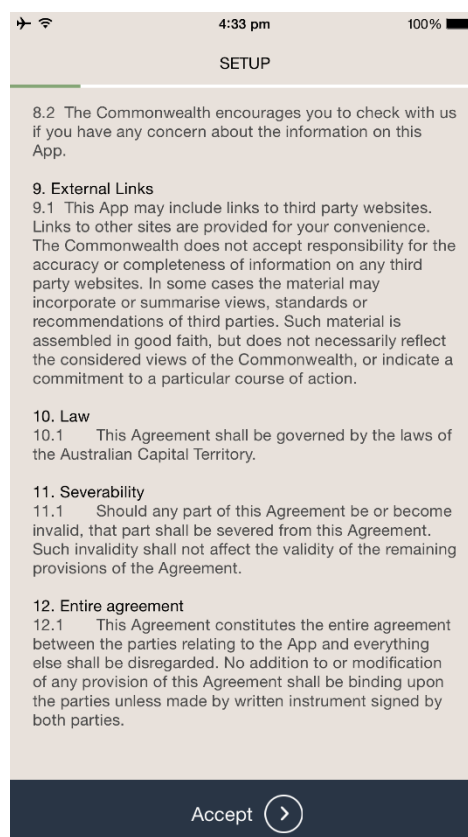 4:33 pm
100%
SETUP
8.2 The Commonwealth encourages you to check with us
if you have any concern about the information on this
App.
9. External Links
9.1 This App may include links to third party websites.
Links to other sites are provided for your convenience.
The Commonwealth does not accept responsibility for the
accuracy or completeness of information on any third
party websites. In some cases the material may
incorporate or summarise views, standards or
recommendations of third parties. Such material is
assembled in good faith, but does not necessarily reflect
the considered views of the Commonwealth, or indicate a
commitment to a particular course of action.
10. Law
10.1 This Agreement shall be governed by the laws of
the Australian Capital Territory.
11. Severability
11.1 Should any part of this Agreement be or become
invalid, that part shall be severed from this Agreement.
Such invalidity shall not affect the validity of the remaining
provisions of the Agreement.
12. Entire agreement
12.1 This Agreement constitutes the entire agreement
between the parties relating to the App and everything
else shall be disregarded. No addition to or modification
of any provision of this Agreement shall be binding upon
the parties unless made by written instrument signed by
both parties.
Accept